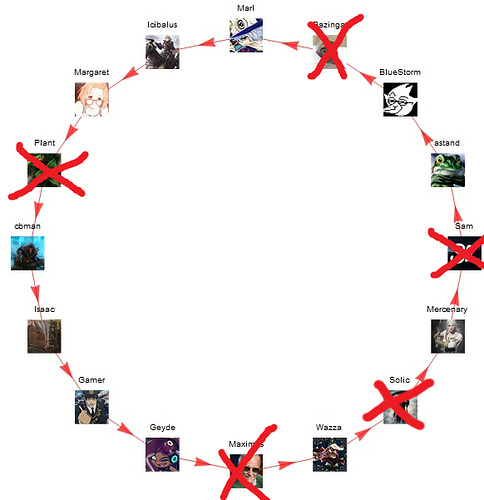 Marl
Icibalus
Bazinga
Margaret
BlueStorm
Plant
astand
cbman
Sam
Isaac
Mercenary
Gamer
Solic
Geyde
Maximus
Wazza